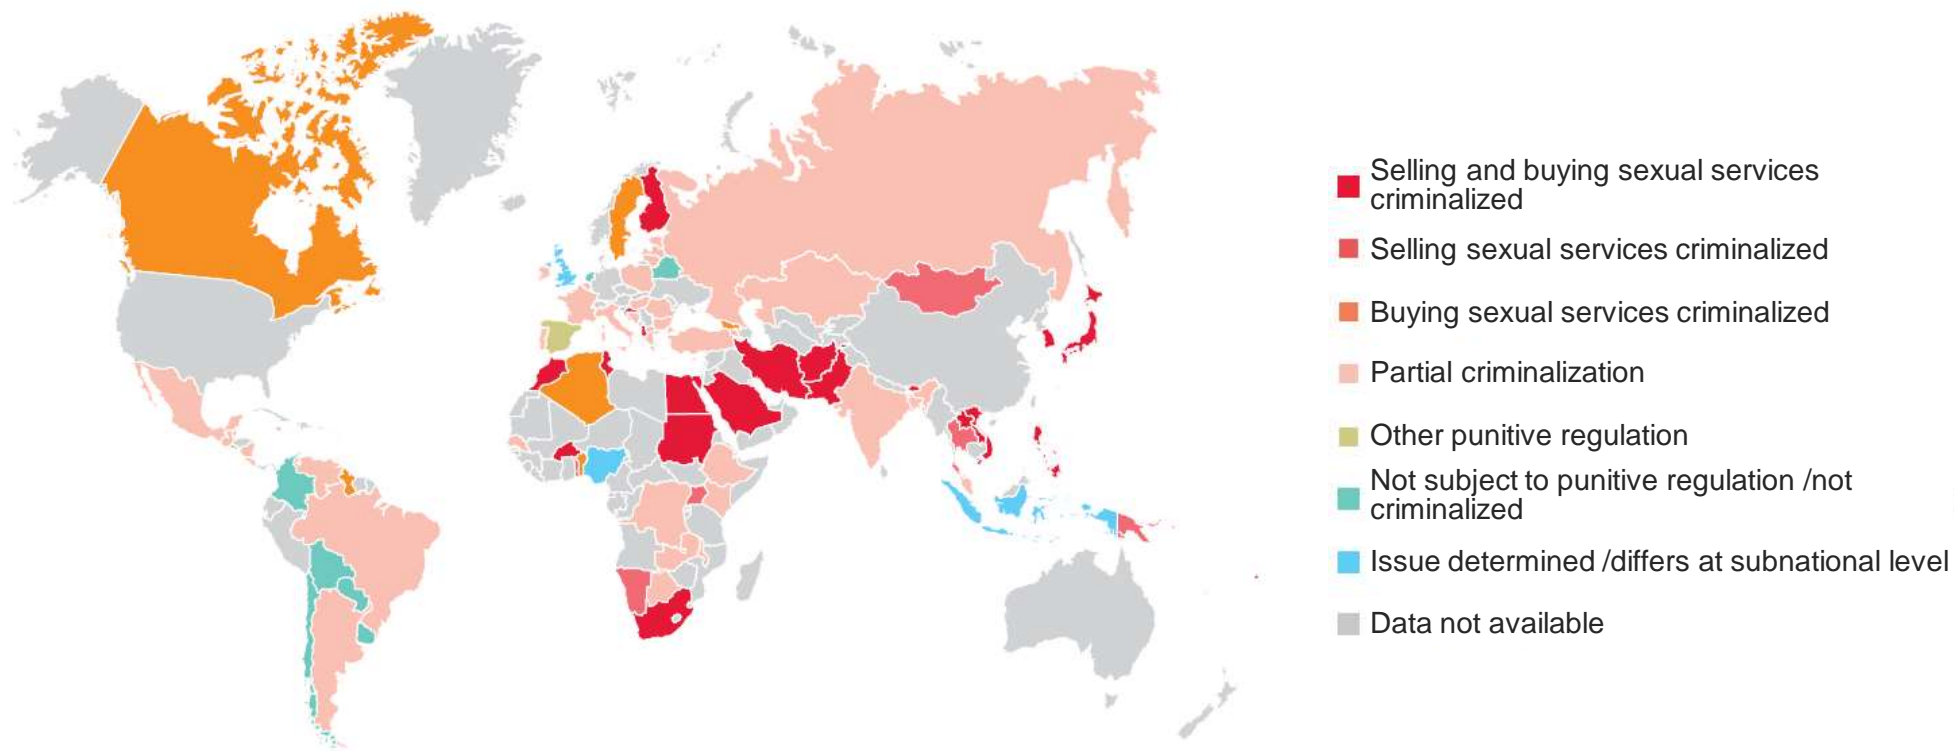 Selling and buying sexual services
criminalized
Selling sexual services criminalized
Buying sexual services criminalized
Partial criminalization
Other punitive regulation
Not subject to punitive regulation /not
criminalized
Issue determined /differs at subnational level
Data not available